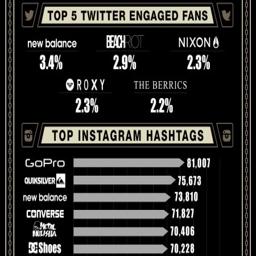 TOP 5 TWITTER ENGAGED FANS
new balance BEACHRIOT NIXON
3.4% 2.9% 2.3%
ROXY THE BERRICS
2.3% 2.2%
TOP INSTAGRAM HASHTAGS
GoPro 81,007
QUIKSILVER 75,673
new balance 73,810
CONVERSE 71,827
METAL MULISHA 70,406
DC Shoes 70,228